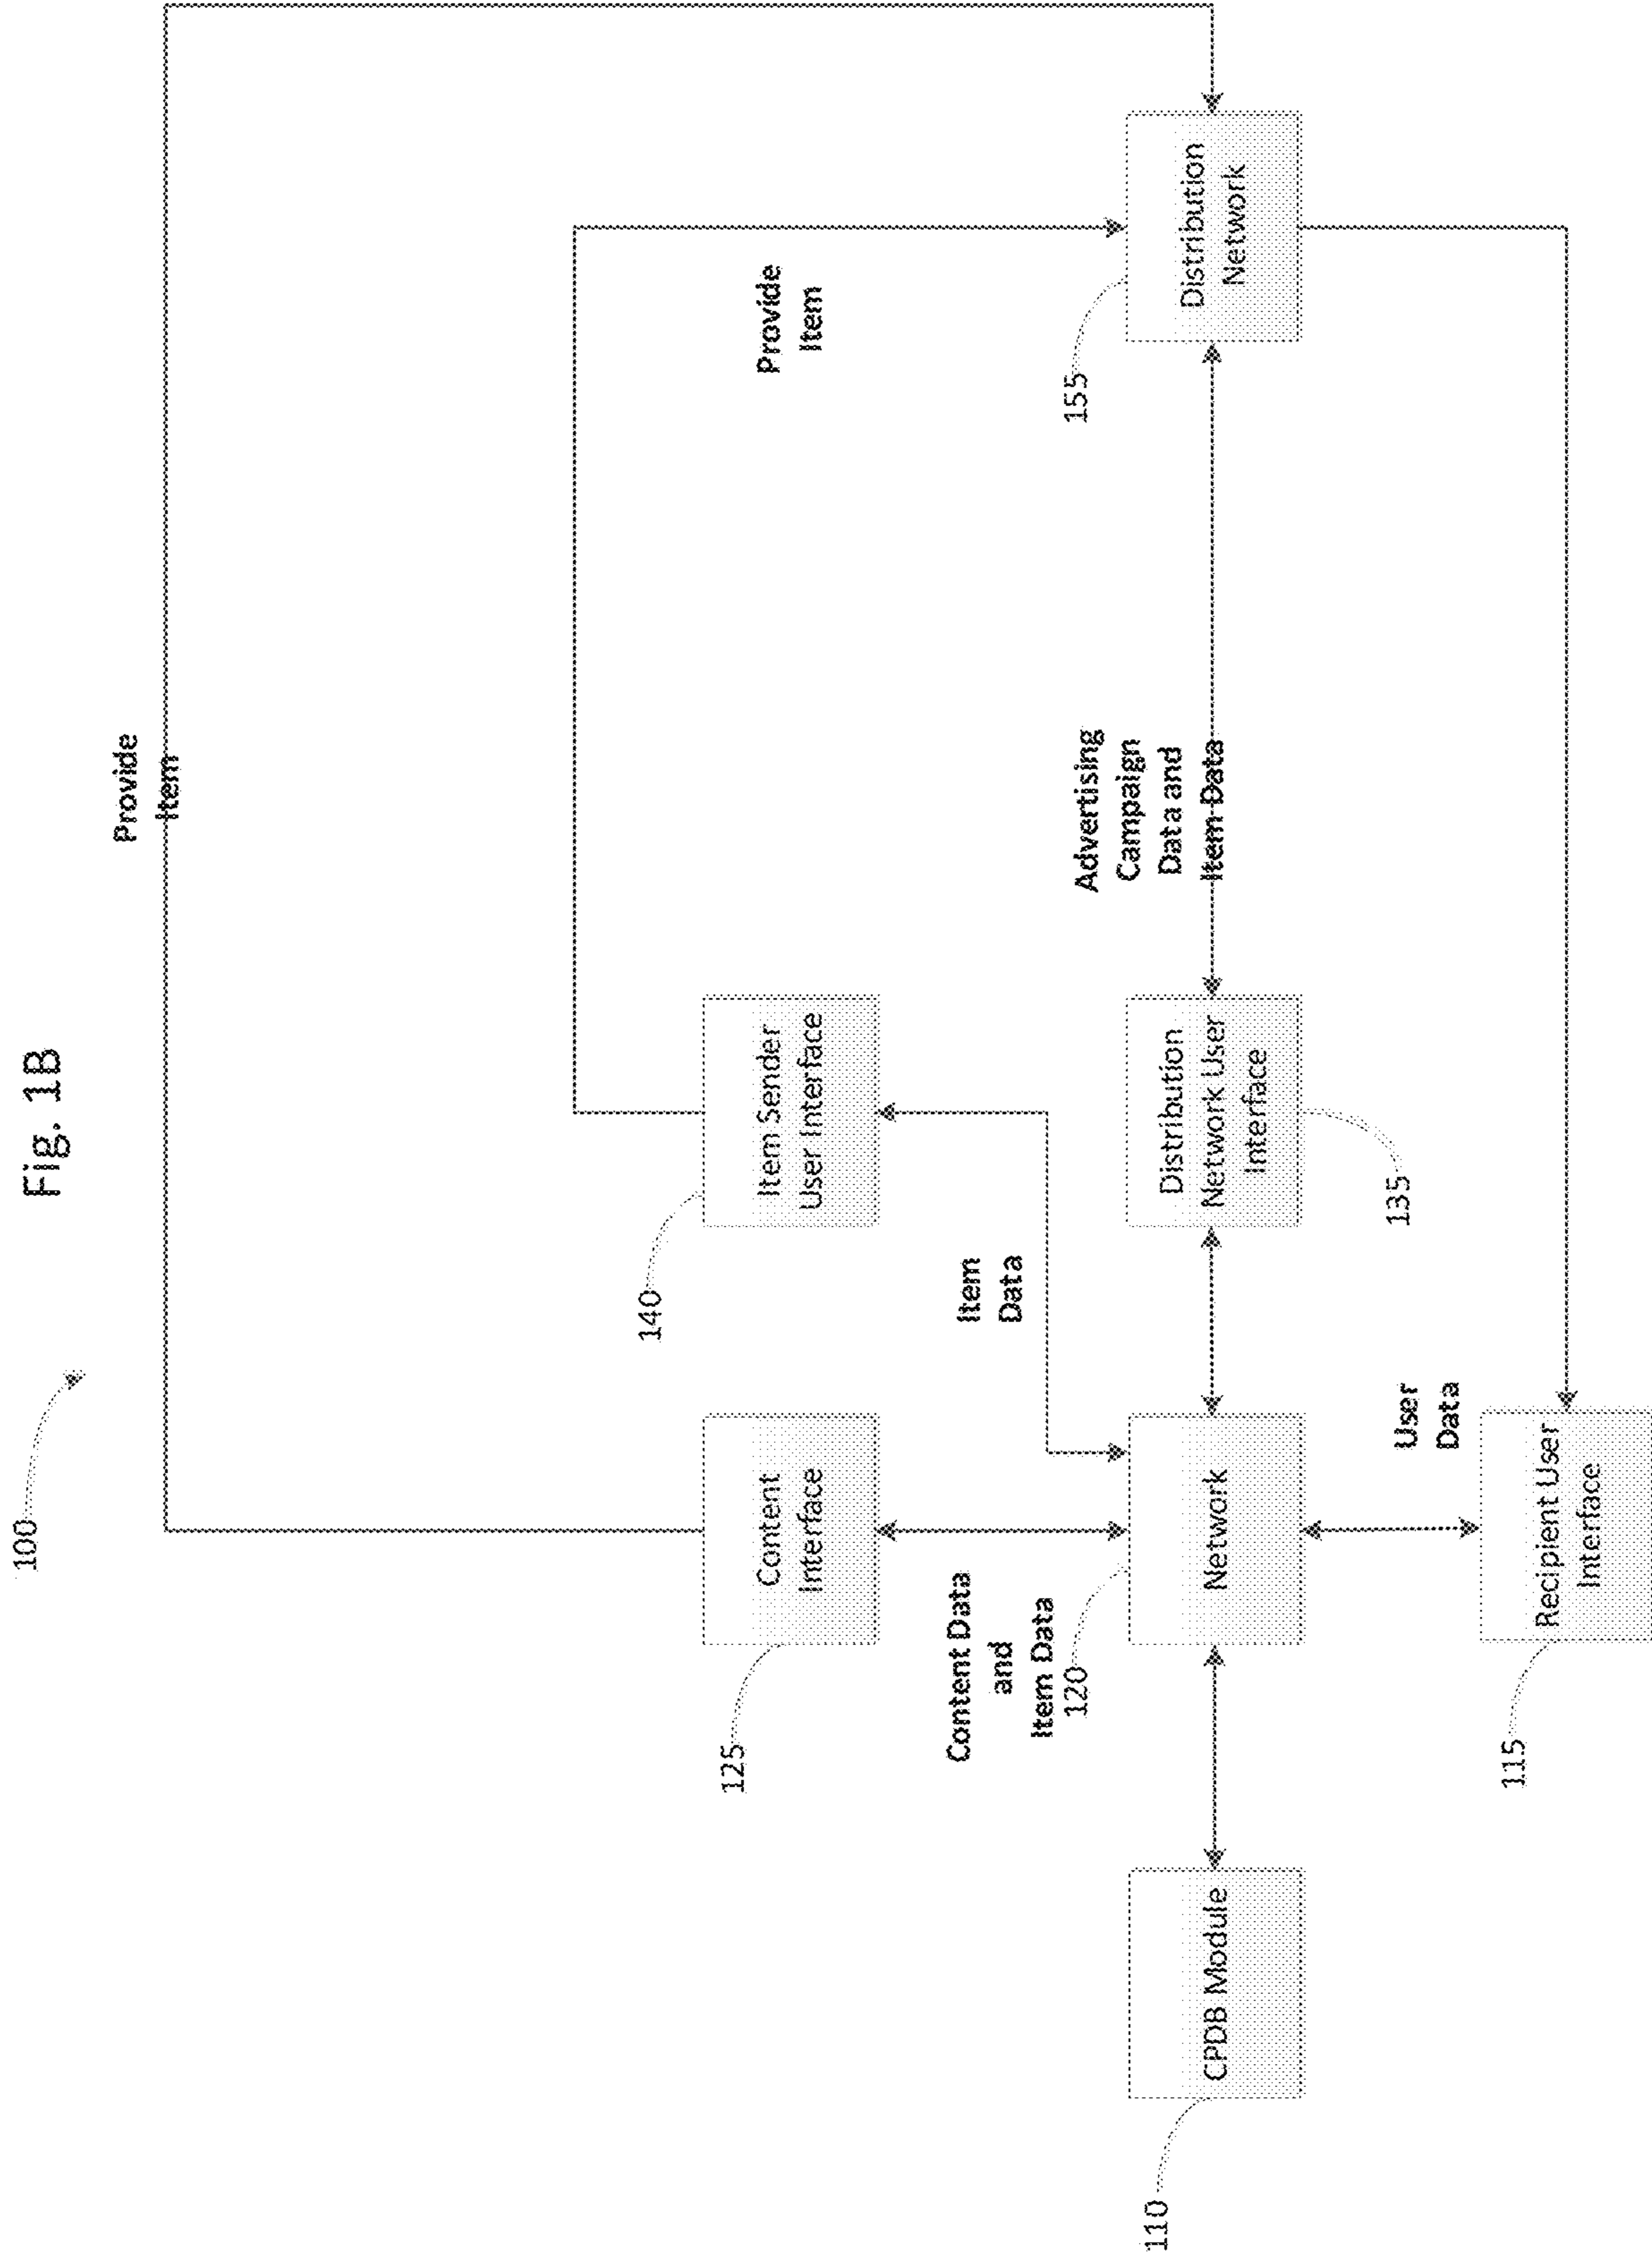 Fig. 1B
100
Provide
Item
125
Content
Interface
140
Item Sender
User Interface
Provide
Item
Content Data
and
Item Data
Item
Data
110
CPDB Module
120
Network
Distribution
Network User
Interface
135
Advertising
Campaign
Data and
Item Data
155
Distribution
Network
User
Data
115
Recipient User
Interface